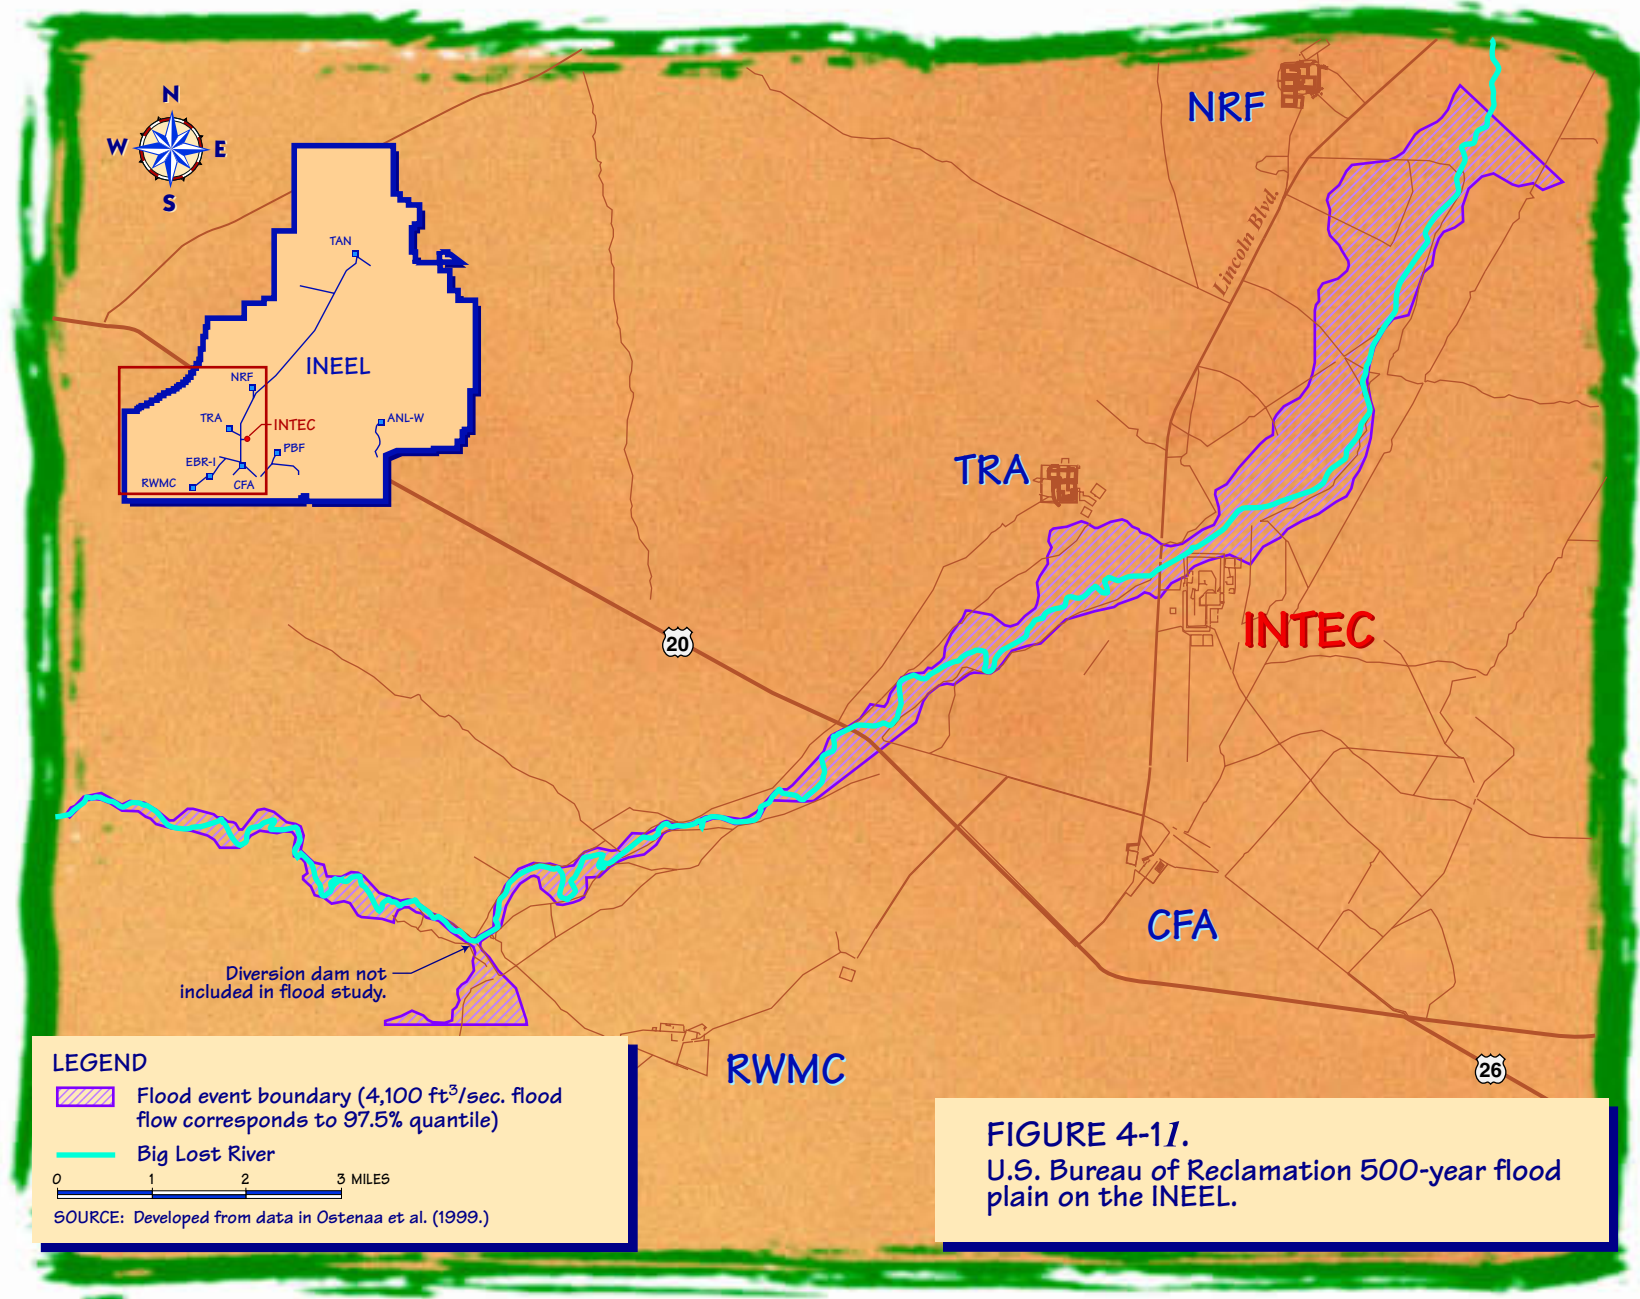 N
W
E
S
TAN
INEEL
NRF
TRA
INTEC
ANL-W
PBF
EBR-I
RWMC
CFA
NRF
Lincoln Blvd.
TRA
INTEC
20
CFA
Diversion dam not
included in flood study.
RWMC
26
LEGEND
Flood event boundary (4,100 ft³/sec. flood
flow corresponds to 97.5% quantile)
Big Lost River
0 1 2 3 MILES
SOURCE: Developed from data in Ostenaa et al. (1999.)
FIGURE 4-11.
U.S. Bureau of Reclamation 500-year flood
plain on the INEEL.